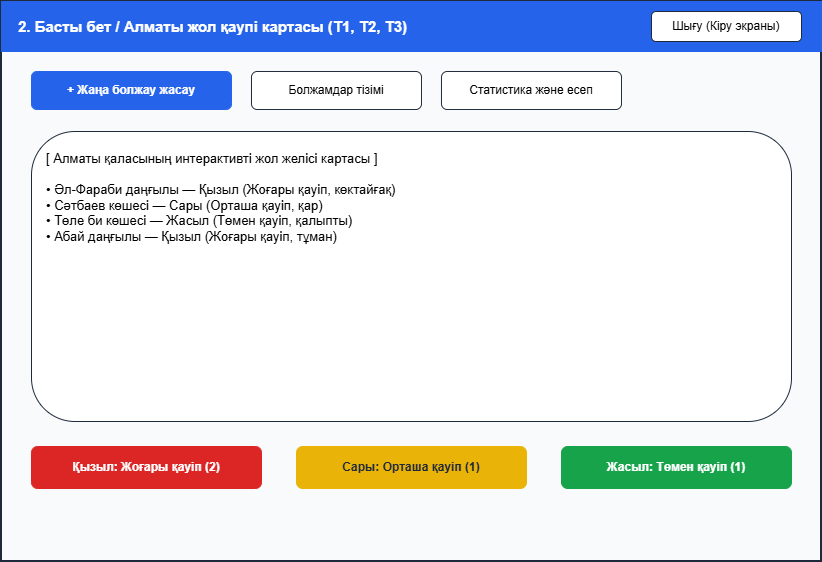 2. Басты бет / Алматы жол қаупі картасы (Т1, Т2, Т3)
Шығу (Кіру экраны)
+ Жаңа болжау жасау
Болжамдар тізімі
Статистика және есеп
[ Алматы қаласының интерактивті жол желісі картасы ]
• Әл-Фараби даңғылы — Қызыл (Жоғары қауіп, көктайғақ)
• Сәтбаев көшесі — Сары (Орташа қауіп, қар)
• Төле би көшесі — Жасыл (Төмен қауіп, қалыпты)
• Абай даңғылы — Қызыл (Жоғары қауіп, тұман)
Қызыл: Жоғары қауіп (2)
Сары: Орташа қауіп (1)
Жасыл: Төмен қауіп (1)